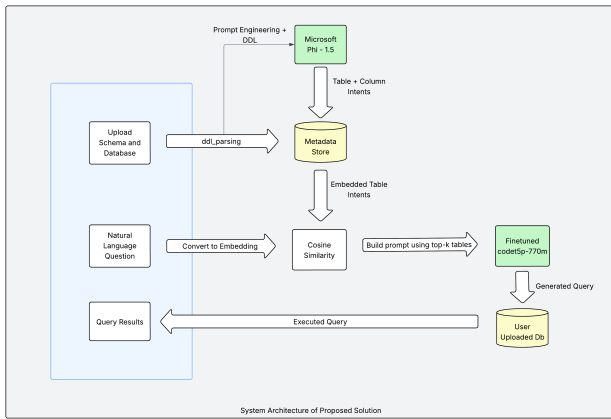 Prompt Engineering +
DDL
Microsoft
Phi - 1.5
Table + Column
Intents
Upload
Schema and
Database
ddl_parsing
Metadata
Store
Embedded Table
Intents
Natural
Language
Question
Convert to Embedding
Cosine
Similarity
Build prompt using top-k tables
Finetuned
codet5p-770m
Generated Query
Query Results
Executed Query
User
Uploaded Db
System Architecture of Proposed Solution